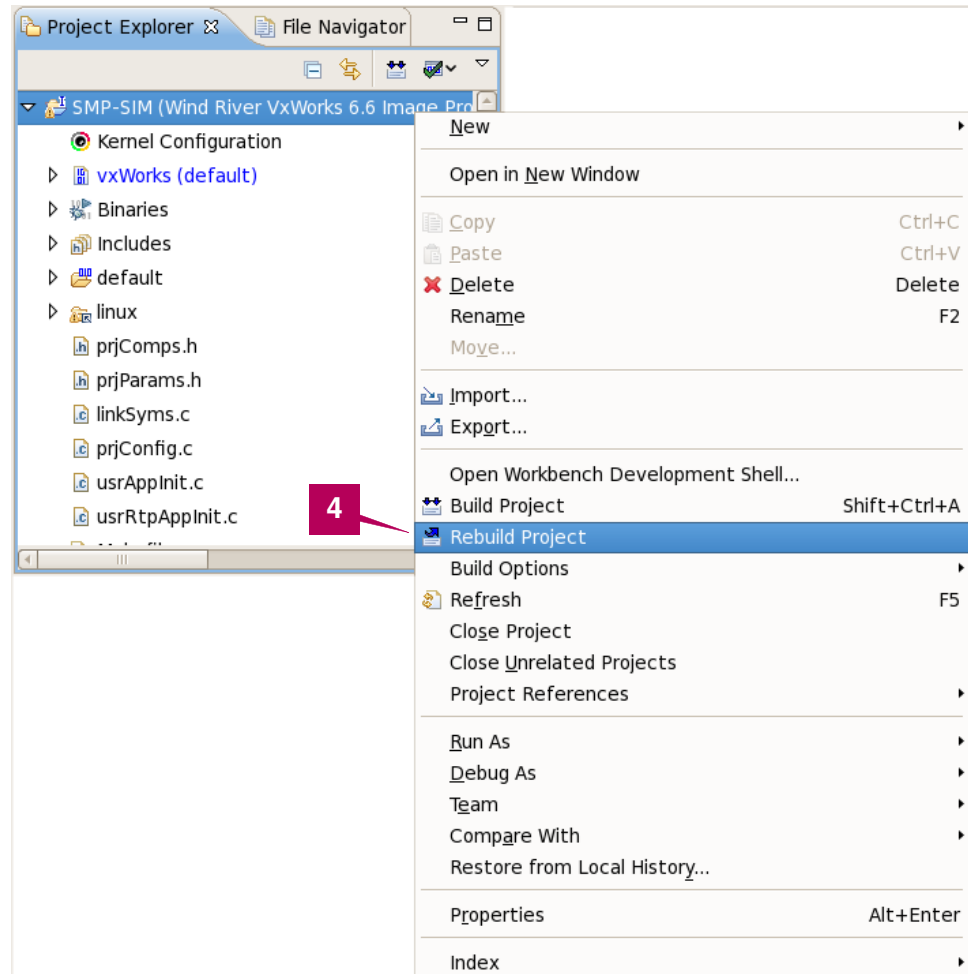 Project Explorer File Navigator
SMP-SIM (Wind River VxWorks 6.6 Image Pro
Kernel Configuration
vxWorks (default)
Binaries
Includes
default
linux
prjComps.h
prjParams.h
linkSyms.c
prjConfig.c
usrAppInit.c
usrRtpAppInit.c
4
New
Open in New Window
Copy Ctrl+C
Paste Ctrl+V
Delete Delete
Rename F2
Move...
Import...
Export...
Open Workbench Development Shell...
Build Project Shift+Ctrl+A
Rebuild Project
Build Options
Refresh F5
Close Project
Close Unrelated Projects
Project References
Run As
Debug As
Team
Compare With
Restore from Local History...
Properties Alt+Enter
Index